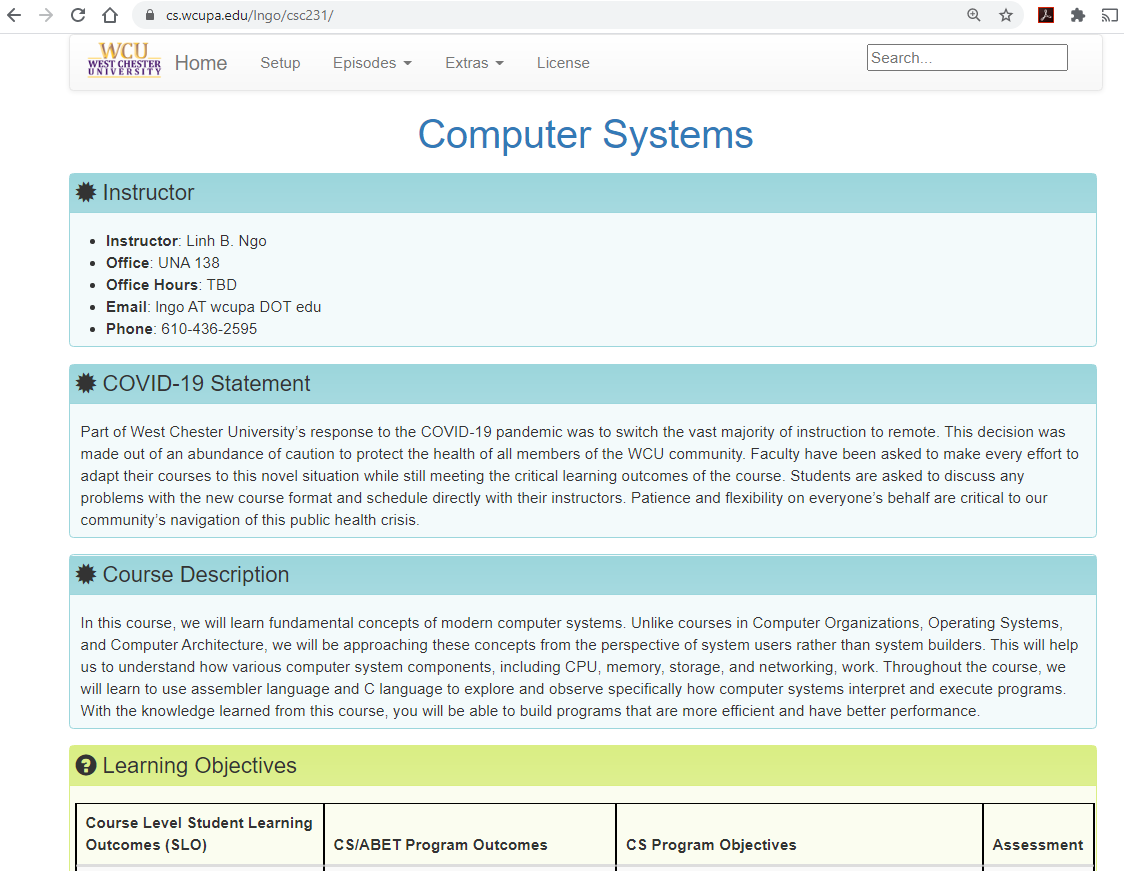 cs.wcupa.edu/lngo/csc231/
WCU
WEST CHESTER
UNIVERSITY
Home Setup Episodes Extras License Search...
Computer Systems
Instructor
Instructor: Linh B. Ngo
Office: UNA 138
Office Hours: TBD
Email: lngo AT wcupa DOT edu
Phone: 610-436-2595
COVID-19 Statement
Part of West Chester University’s response to the COVID-19 pandemic was to switch the vast majority of instruction to remote. This decision was
made out of an abundance of caution to protect the health of all members of the WCU community. Faculty have been asked to make every effort to
adapt their courses to this novel situation while still meeting the critical learning outcomes of the course. Students are asked to discuss any
problems with the new course format and schedule directly with their instructors. Patience and flexibility on everyone’s behalf are critical to our
community’s navigation of this public health crisis.
Course Description
In this course, we will learn fundamental concepts of modern computer systems. Unlike courses in Computer Organizations, Operating Systems,
and Computer Architecture, we will be approaching these concepts from the perspective of system users rather than system builders. This will help
us to understand how various computer system components, including CPU, memory, storage, and networking, work. Throughout the course, we
will learn to use assembler language and C language to explore and observe specifically how computer systems interpret and execute programs.
With the knowledge learned from this course, you will be able to build programs that are more efficient and have better performance.
Learning Objectives
Course Level Student Learning
Outcomes (SLO) CS/ABET Program Outcomes CS Program Objectives Assessment